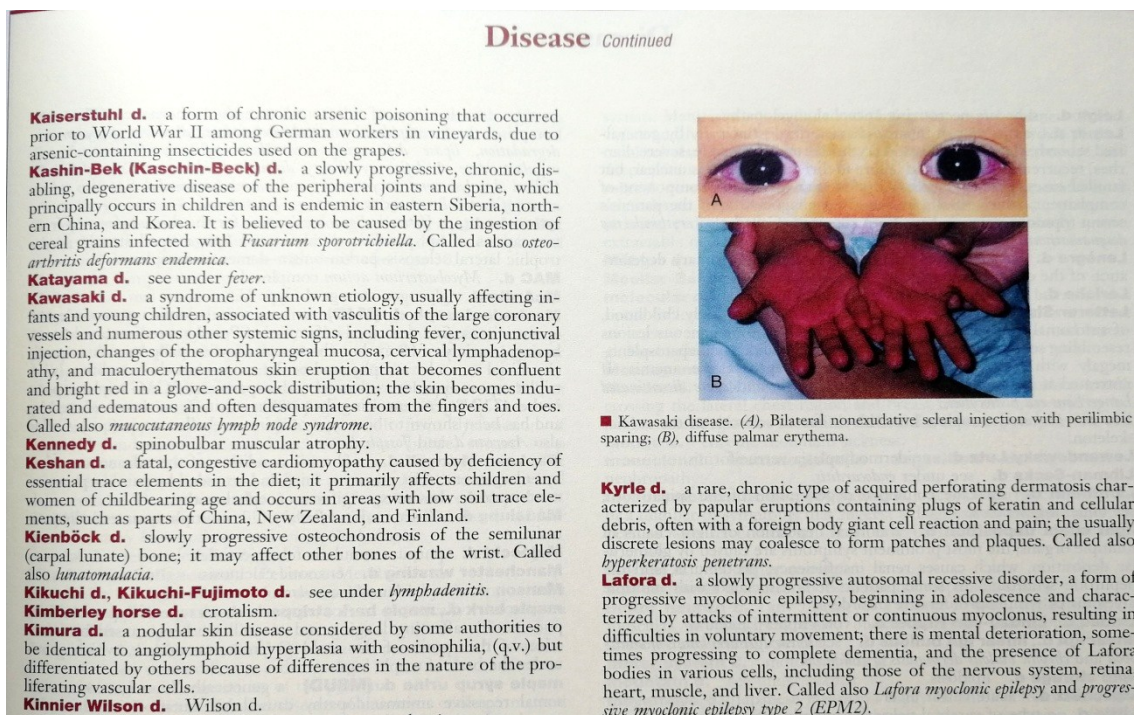 Disease Continued
Kaiserstuhl d. a form of chronic arsenic poisoning that occurred
prior to World War II among German workers in vineyards, due to
arsenic-containing insecticides used on the grapes.
Kashin-Bek (Kaschin-Beck) d. a slowly progressive, chronic, dis-
abling, degenerative disease of the peripheral joints and spine, which
principally occurs in children and is endemic in eastern Siberia, north-
ern China, and Korea. It is believed to be caused by the ingestion of
cereal grains infected with Fusarium sporotrichiella. Called also osteo-
arthritis deformans endemica.
Katayama d. see under fever.
Kawasaki d. a syndrome of unknown etiology, usually affecting in-
fants and young children, associated with vasculitis of the large coronary
vessels and numerous other systemic signs, including fever, conjunctival
injection, changes of the oropharyngeal mucosa, cervical lymphadenop-
athy, and maculoerythematous skin eruption that becomes confluent
and bright red in a glove-and-sock distribution; the skin becomes indu-
rated and edematous and often desquamates from the fingers and toes.
Called also mucocutaneous lymph node syndrome.
Kennedy d. spinobulbar muscular atrophy.
Keshan d. a fatal, congestive cardiomyopathy caused by deficiency of
essential trace elements in the diet; it primarily affects children and
women of childbearing age and occurs in areas with low soil trace ele-
ments, such as parts of China, New Zealand, and Finland.
Kienböck d. slowly progressive osteochondrosis of the semilunar
(carpal lunate) bone; it may affect other bones of the wrist. Called
also lunatomalacia.
Kikuchi d., Kikuchi-Fujimoto d. see under lymphadenitis.
Kimberley horse d. crotalism.
Kimura d. a nodular skin disease considered by some authorities to
be identical to angiolymphoid hyperplasia with eosinophilia, (q.v.) but
differentiated by others because of differences in the nature of the pro-
liferating vascular cells.
Kinnier Wilson d. Wilson d.
A
B
■ Kawasaki disease. (A), Bilateral nonexudative scleral injection with perilimbic
sparing; (B), diffuse palmar erythema.
Kyrle d. a rare, chronic type of acquired perforating dermatosis char-
acterized by papular eruptions containing plugs of keratin and cellular
debris, often with a foreign body giant cell reaction and pain; the usually
discrete lesions may coalesce to form patches and plaques. Called also
hyperkeratosis penetrans.
Lafora d. a slowly progressive autosomal recessive disorder, a form of
progressive myoclonic epilepsy, beginning in adolescence and charac-
terized by attacks of intermittent or continuous myoclonus, resulting in
difficulties in voluntary movement; there is mental deterioration, some-
times progressing to complete dementia, and the presence of Lafora
bodies in various cells, including those of the nervous system, retina
heart, muscle, and liver. Called also Lafora myoclonic epilepsy and progres-
sive myoclonic epilepsy type 2 (EPM2).